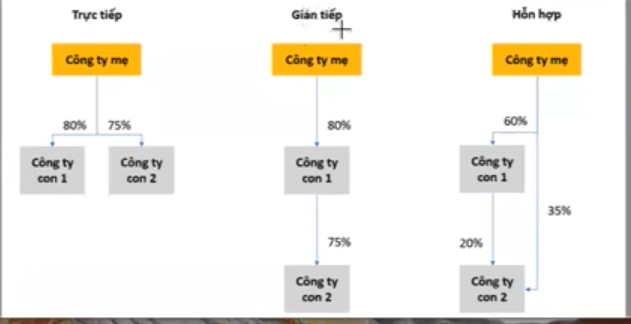 Trực tiếp
Gián tiếp
Hỗn hợp
Công ty mẹ
Công ty mẹ
Công ty mẹ
80%
75%
80%
60%
Công ty
con 1
Công ty
con 2
Công ty
con 1
Công ty
con 1
35%
75%
20%
Công ty
con 2
Công ty
con 2